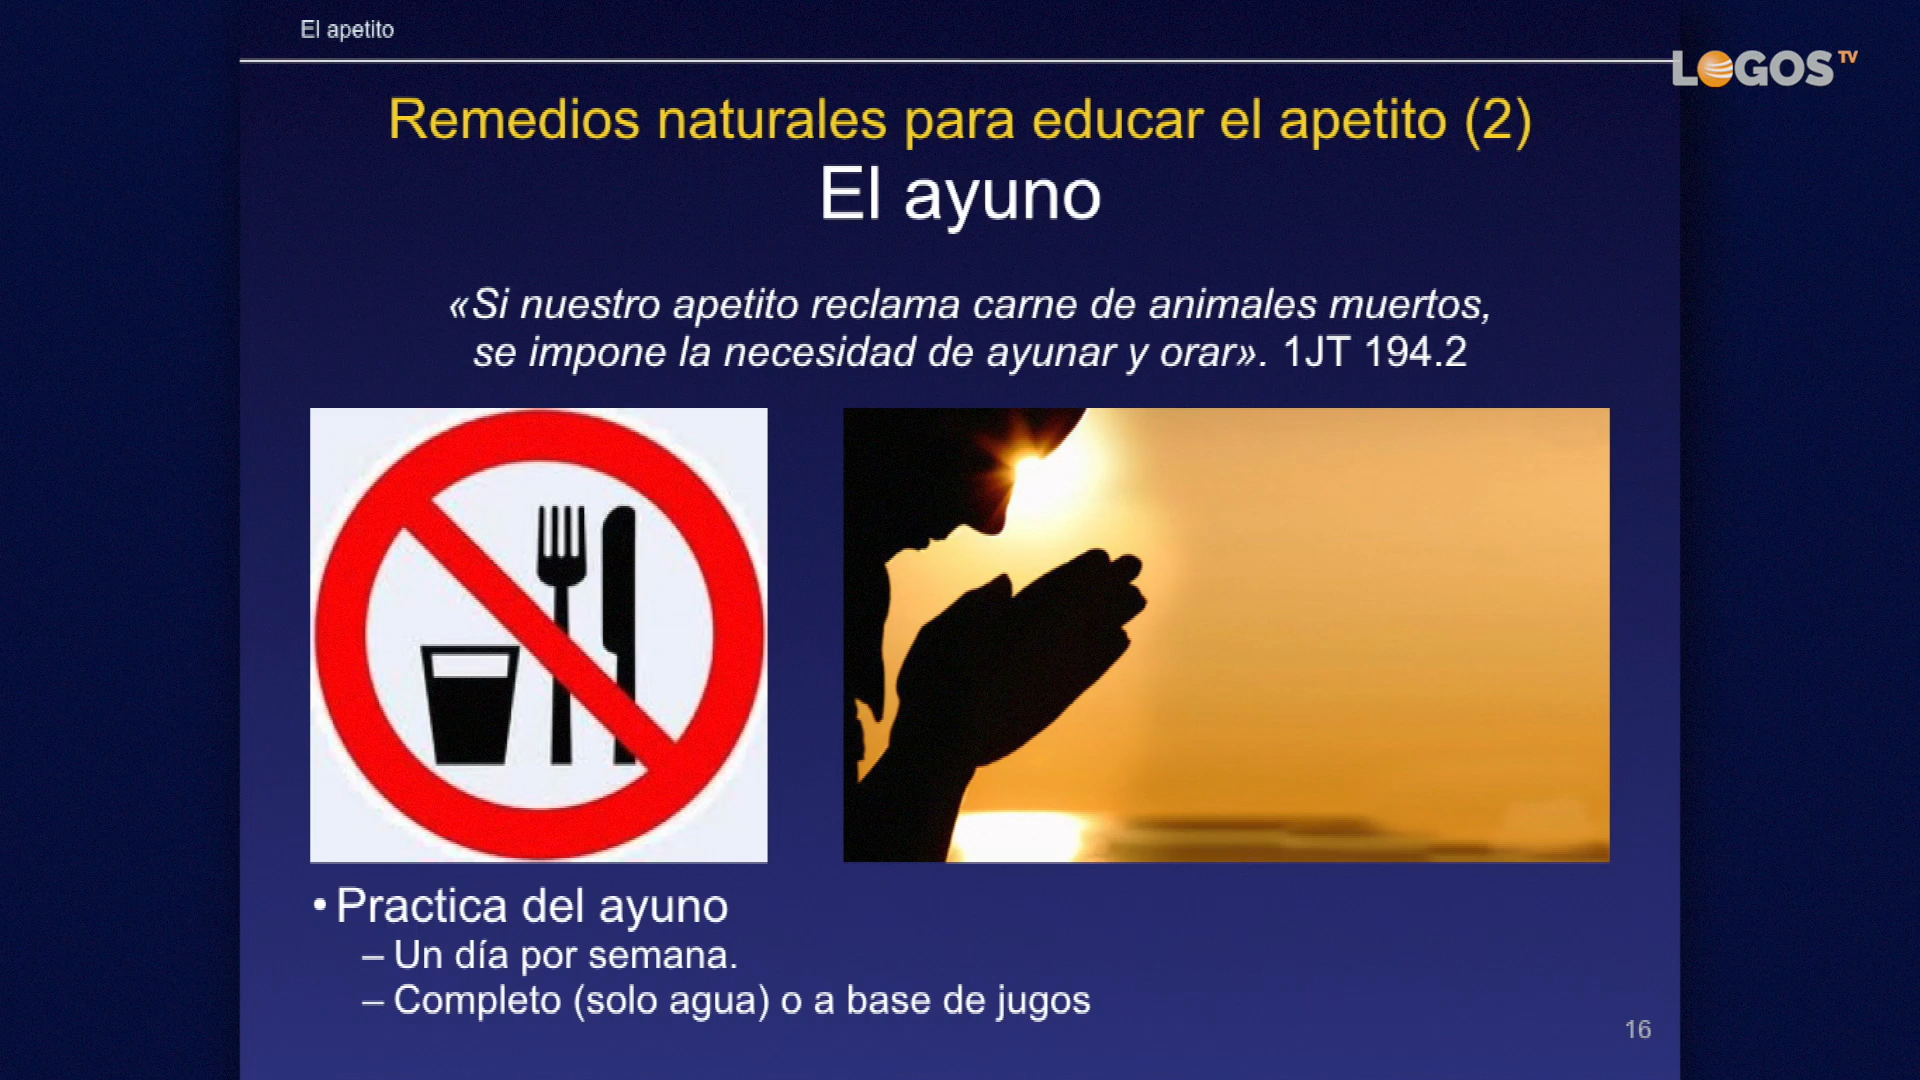 El apetito
LOGOS TV
Remedios naturales para educar el apetito (2)
El ayuno
«Si nuestro apetito reclama carne de animales muertos,
se impone la necesidad de ayunar y orar». 1JT 194.2
• Practica del ayuno
– Un día por semana.
– Completo (solo agua) o a base de jugos
16